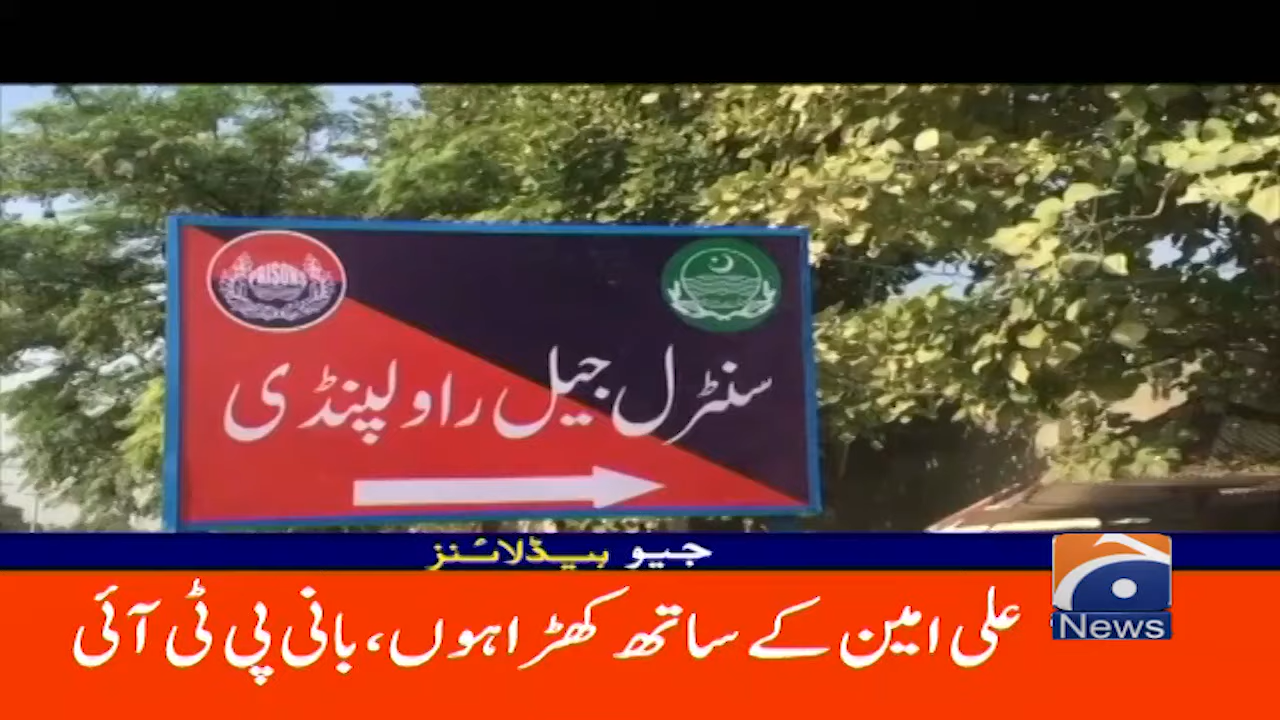 PRISONS
سنٹرل جیل راولپنڈی
جیو ہیڈلائنز
علی امین کے ساتھ کھڑا ہوں، بانی پی ٹی آئی
News